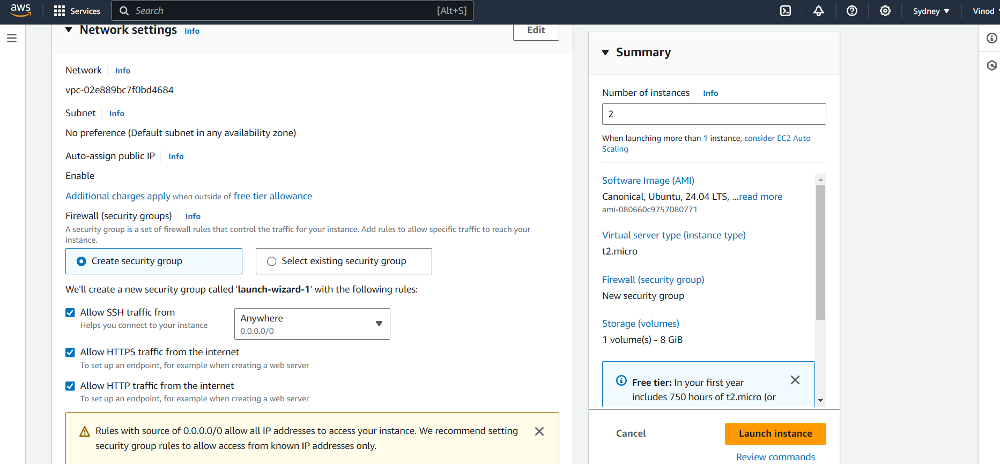 aws
Services
Search
[Alt+S]
Sydney
Vinod
Network settings Info
Edit
Network Info
vpc-02e889bc7f0bd4684
Subnet Info
No preference (Default subnet in any availability zone)
Auto-assign public IP Info
Enable
Additional charges apply when outside of free tier allowance
Firewall (security groups) Info
A security group is a set of firewall rules that control the traffic for your instance. Add rules to allow specific traffic to reach your
instance.
Create security group
Select existing security group
We'll create a new security group called 'launch-wizard-1' with the following rules:
Allow SSH traffic from
Helps you connect to your instance
Anywhere
0.0.0.0/0
Allow HTTPS traffic from the internet
To set up an endpoint, for example when creating a web server
Allow HTTP traffic from the internet
To set up an endpoint, for example when creating a web server
Rules with source of 0.0.0.0/0 allow all IP addresses to access your instance. We recommend setting
security group rules to allow access from known IP addresses only.
Summary
Number of instances Info
2
When launching more than 1 instance, consider EC2 Auto
Scaling
Software Image (AMI)
Canonical, Ubuntu, 24.04 LTS, ...read more
ami-080660c9757080771
Virtual server type (instance type)
t2.micro
Firewall (security group)
New security group
Storage (volumes)
1 volume(s) - 8 GiB
Free tier: In your first year
includes 750 hours of t2.micro (or
Cancel
Launch instance
Review commands